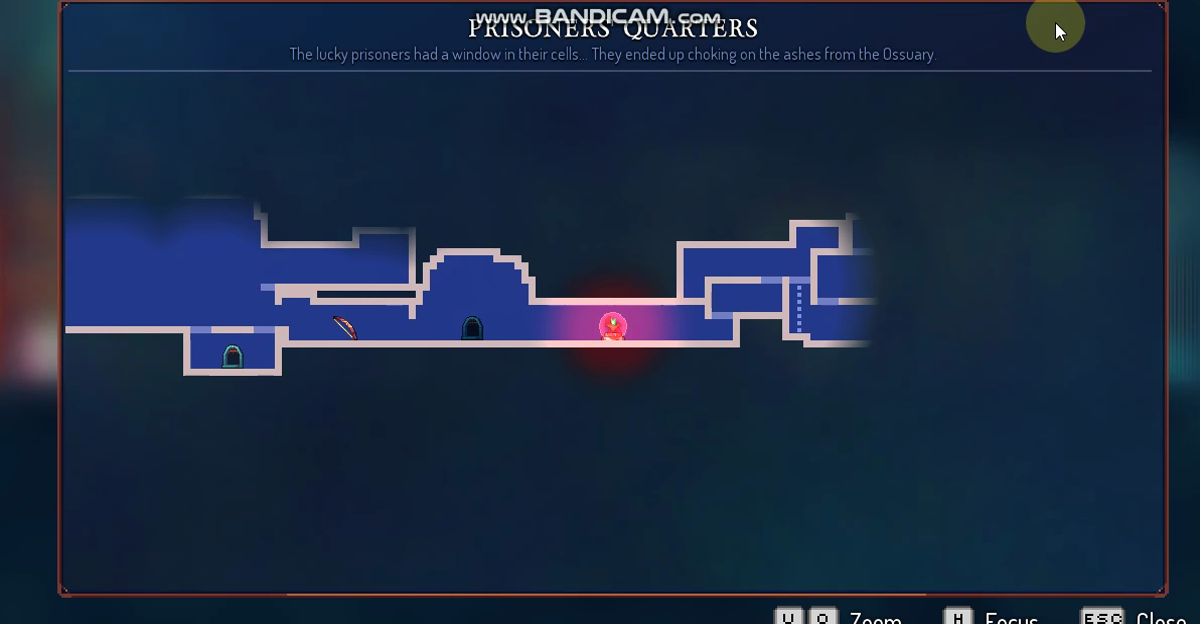 www.BANDICAM.com
PRISONERS' QUARTERS
The lucky prisoners had a window in their cells... They ended up choking on the ashes from the Ossuary.
Zoom H Focus ESC Close